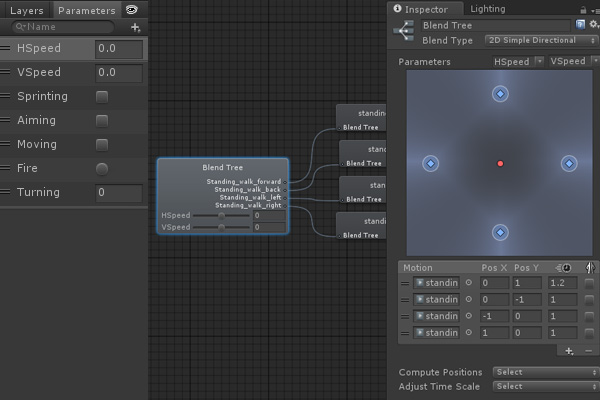 Layers Parameters
Name
HSpeed 0.0
VSpeed 0.0
Sprinting
Aiming
Moving
Fire
Turning 0
Blend Tree
Standing_walk_forward
Standing_walk_back
Standing_walk_left
Standing_walk_right
HSpeed 0
VSpeed 0
standin
Blend Tree
stand
Blend Tree
stan
Blend Tree
standi
Blend Tree
Inspector Lighting
Blend Tree
Blend Type 2D Simple Directional
Parameters HSpeed VSpeed
Motion Pos X Pos Y
standin 0 1 1.2
standin 0 -1 1
standin -1 0 1
standin 1 0 1
Compute Positions Select
Adjust Time Scale Select